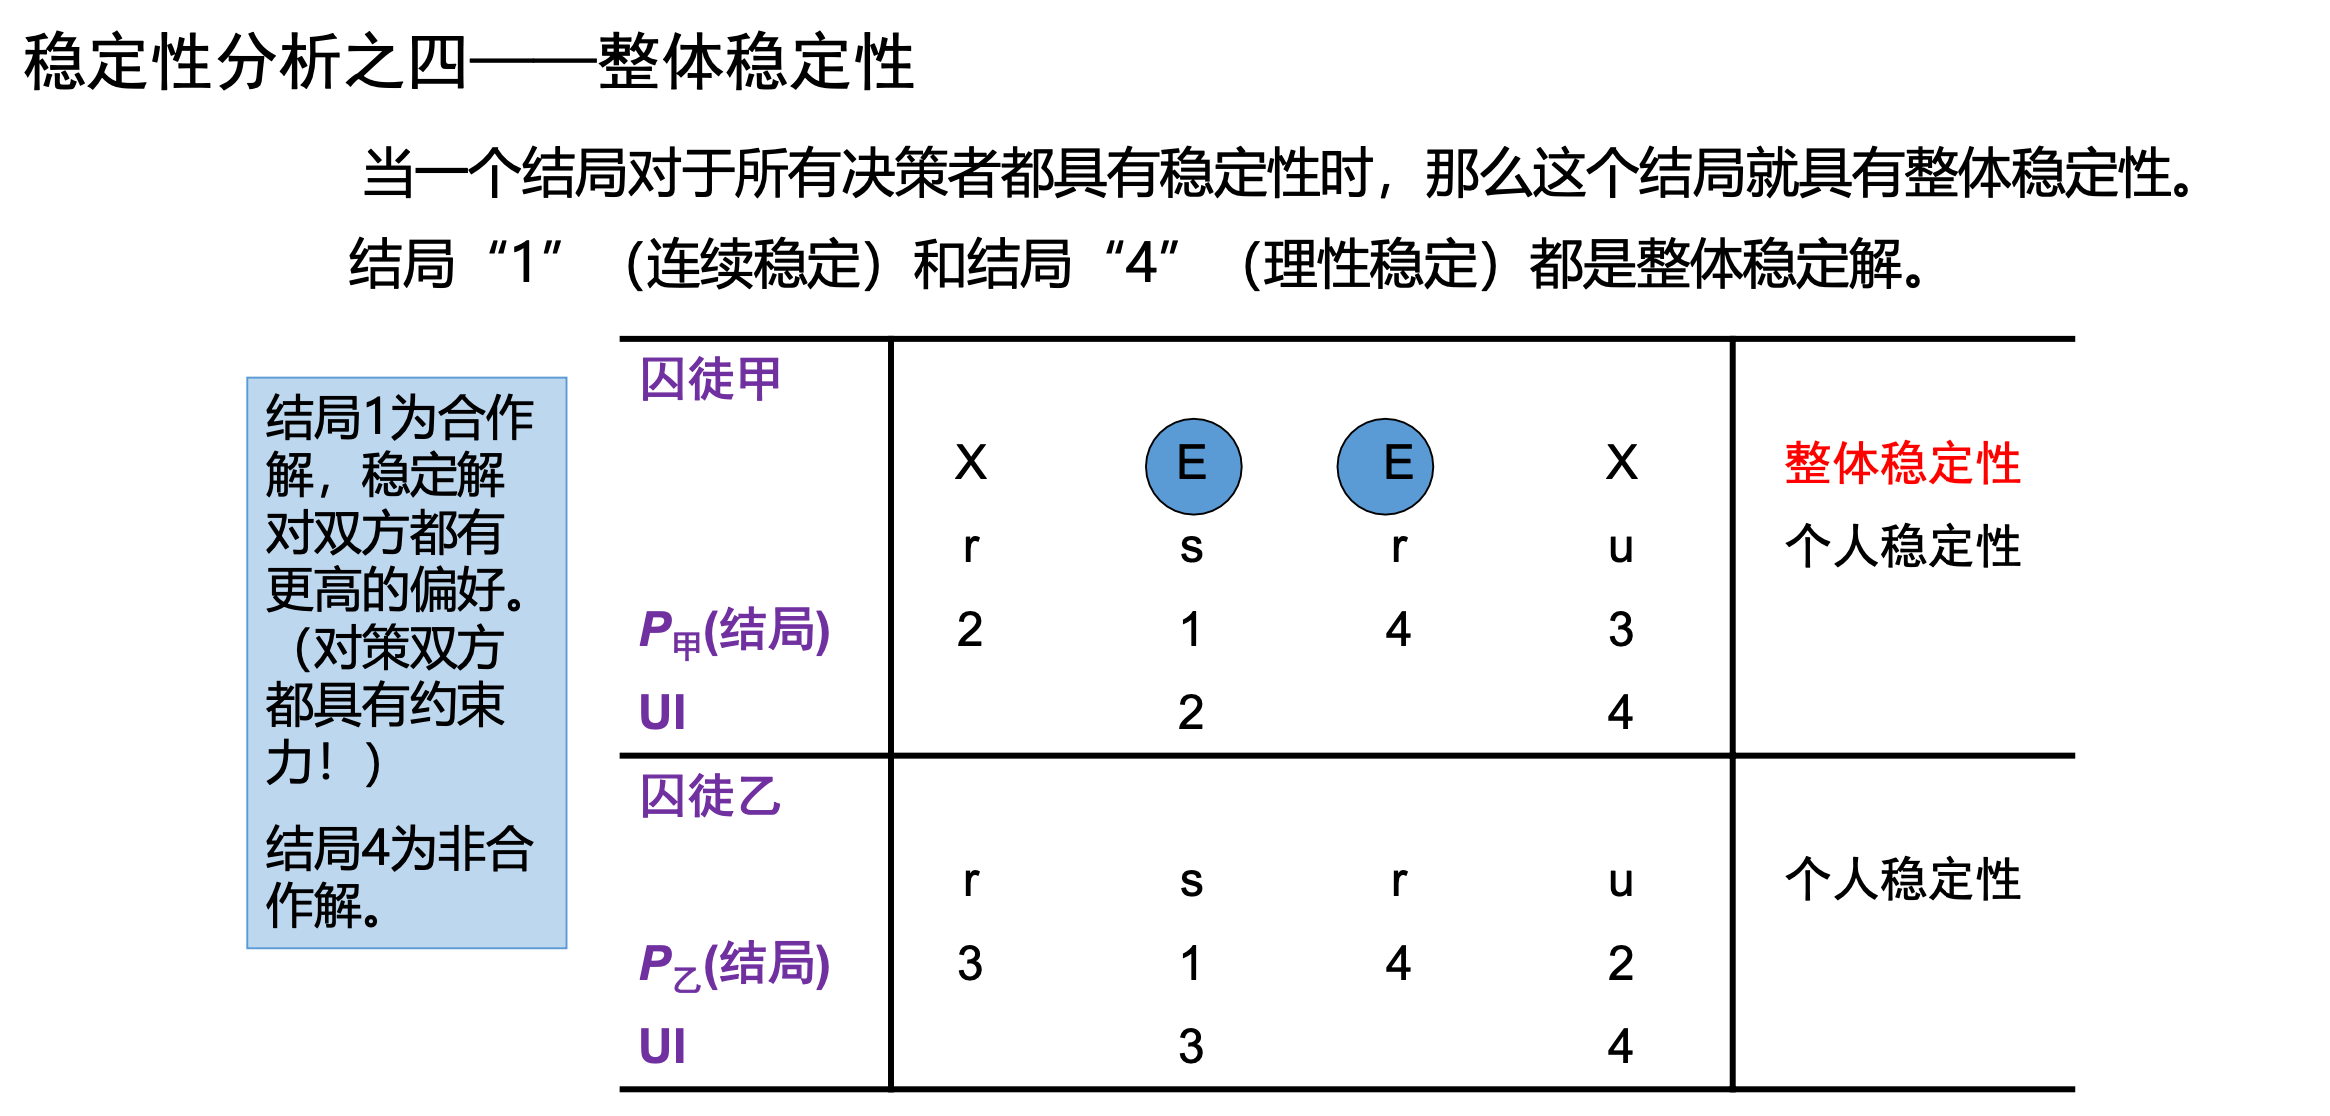 稳定性分析之四——整体稳定性
当一个结局对于所有决策者都具有稳定性时，那么这个结局就具有整体稳定性。
结局“1”（连续稳定）和结局“4”（理性稳定）都是整体稳定解。
结局1为合作
解，稳定解
对双方都有
更高的偏好。
（对策双方
都具有约束
力！）
结局4为非合
作解。
囚徒甲
X E E X 整体稳定性
r s r u 个人稳定性
P甲(结局) 2 1 4 3
UI 2 4
囚徒乙
r s r u 个人稳定性
P乙(结局) 3 1 4 2
UI 3 4